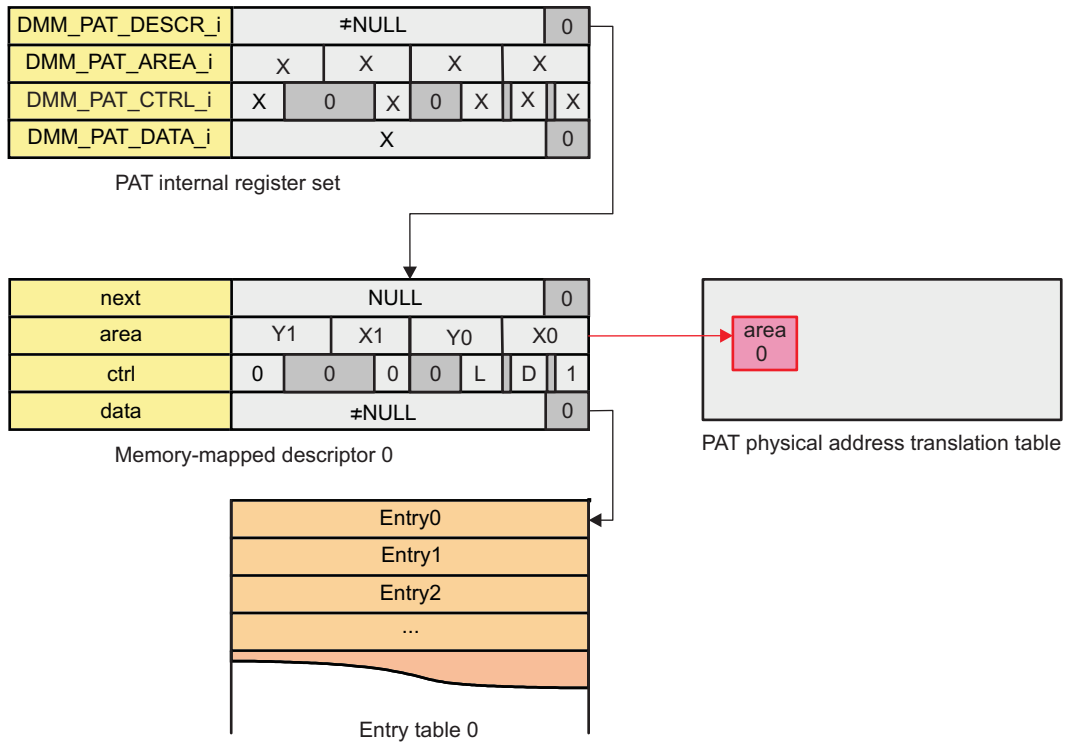 DMM_PAT_DESCR_i ≠NULL 0
DMM_PAT_AREA_i X X X X
DMM_PAT_CTRL_i X 0 X 0 X X X
DMM_PAT_DATA_i X 0
PAT internal register set
next NULL 0
area Y1 X1 Y0 X0
ctrl 0 0 0 0 L D 1
data ≠NULL 0
Memory-mapped descriptor 0
area
0
PAT physical address translation table
Entry0
Entry1
Entry2
...
Entry table 0